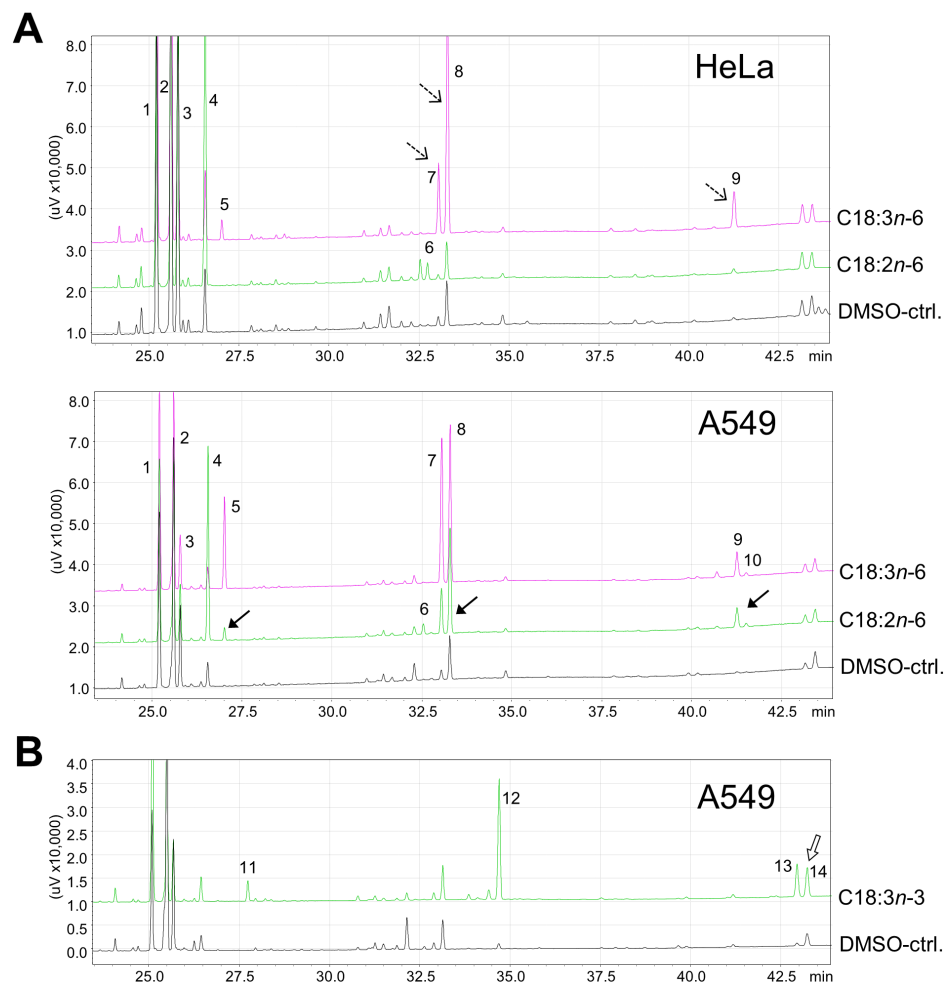 A
HeLa
(uV x10,000)
8.0
7.0
6.0
5.0
4.0
3.0
2.0
1.0
1
2
3
4
5
6
7
8
9
C18:3n-6
C18:2n-6
DMSO-ctrl.
25.0 27.5 30.0 32.5 35.0 37.5 40.0 42.5 min
A549
(uV x10,000)
8.0
7.0
6.0
5.0
4.0
3.0
2.0
1.0
1
2
3
4
5
6
7
8
9
10
C18:3n-6
C18:2n-6
DMSO-ctrl.
25.0 27.5 30.0 32.5 35.0 37.5 40.0 42.5 min
B
A549
(uV x10,000)
4.0
3.5
3.0
2.5
2.0
1.5
1.0
0.5
0.0
11
12
13
14
C18:3n-3
DMSO-ctrl.
25.0 27.5 30.0 32.5 35.0 37.5 40.0 42.5 min